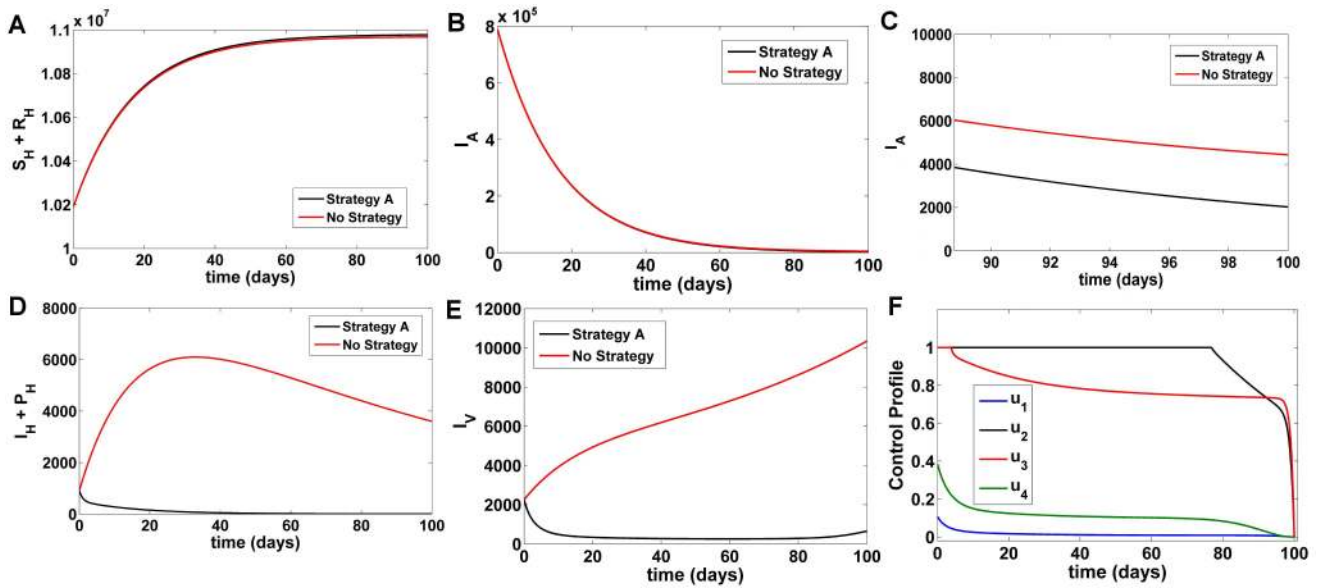 A
x 10^7
1.1
1.08
1.06
1.04
1.02
1
S_H + R_H
Strategy A
No Strategy
0 20 40 60 80 100
time (days)
B
x 10^5
8
6
4
2
0
I_A
Strategy A
No Strategy
0 20 40 60 80 100
time (days)
C
10000
8000
6000
4000
2000
0
I_A
Strategy A
No Strategy
90 92 94 96 98 100
time (days)
D
8000
6000
4000
2000
0
I_H + P_H
Strategy A
No Strategy
0 20 40 60 80 100
time (days)
E
12000
10000
8000
6000
4000
2000
0
I_V
Strategy A
No Strategy
0 20 40 60 80 100
time (days)
F
1
0.8
0.6
0.4
0.2
0
Control Profile
u_1
u_2
u_3
u_4
0 20 40 60 80 100
time (days)